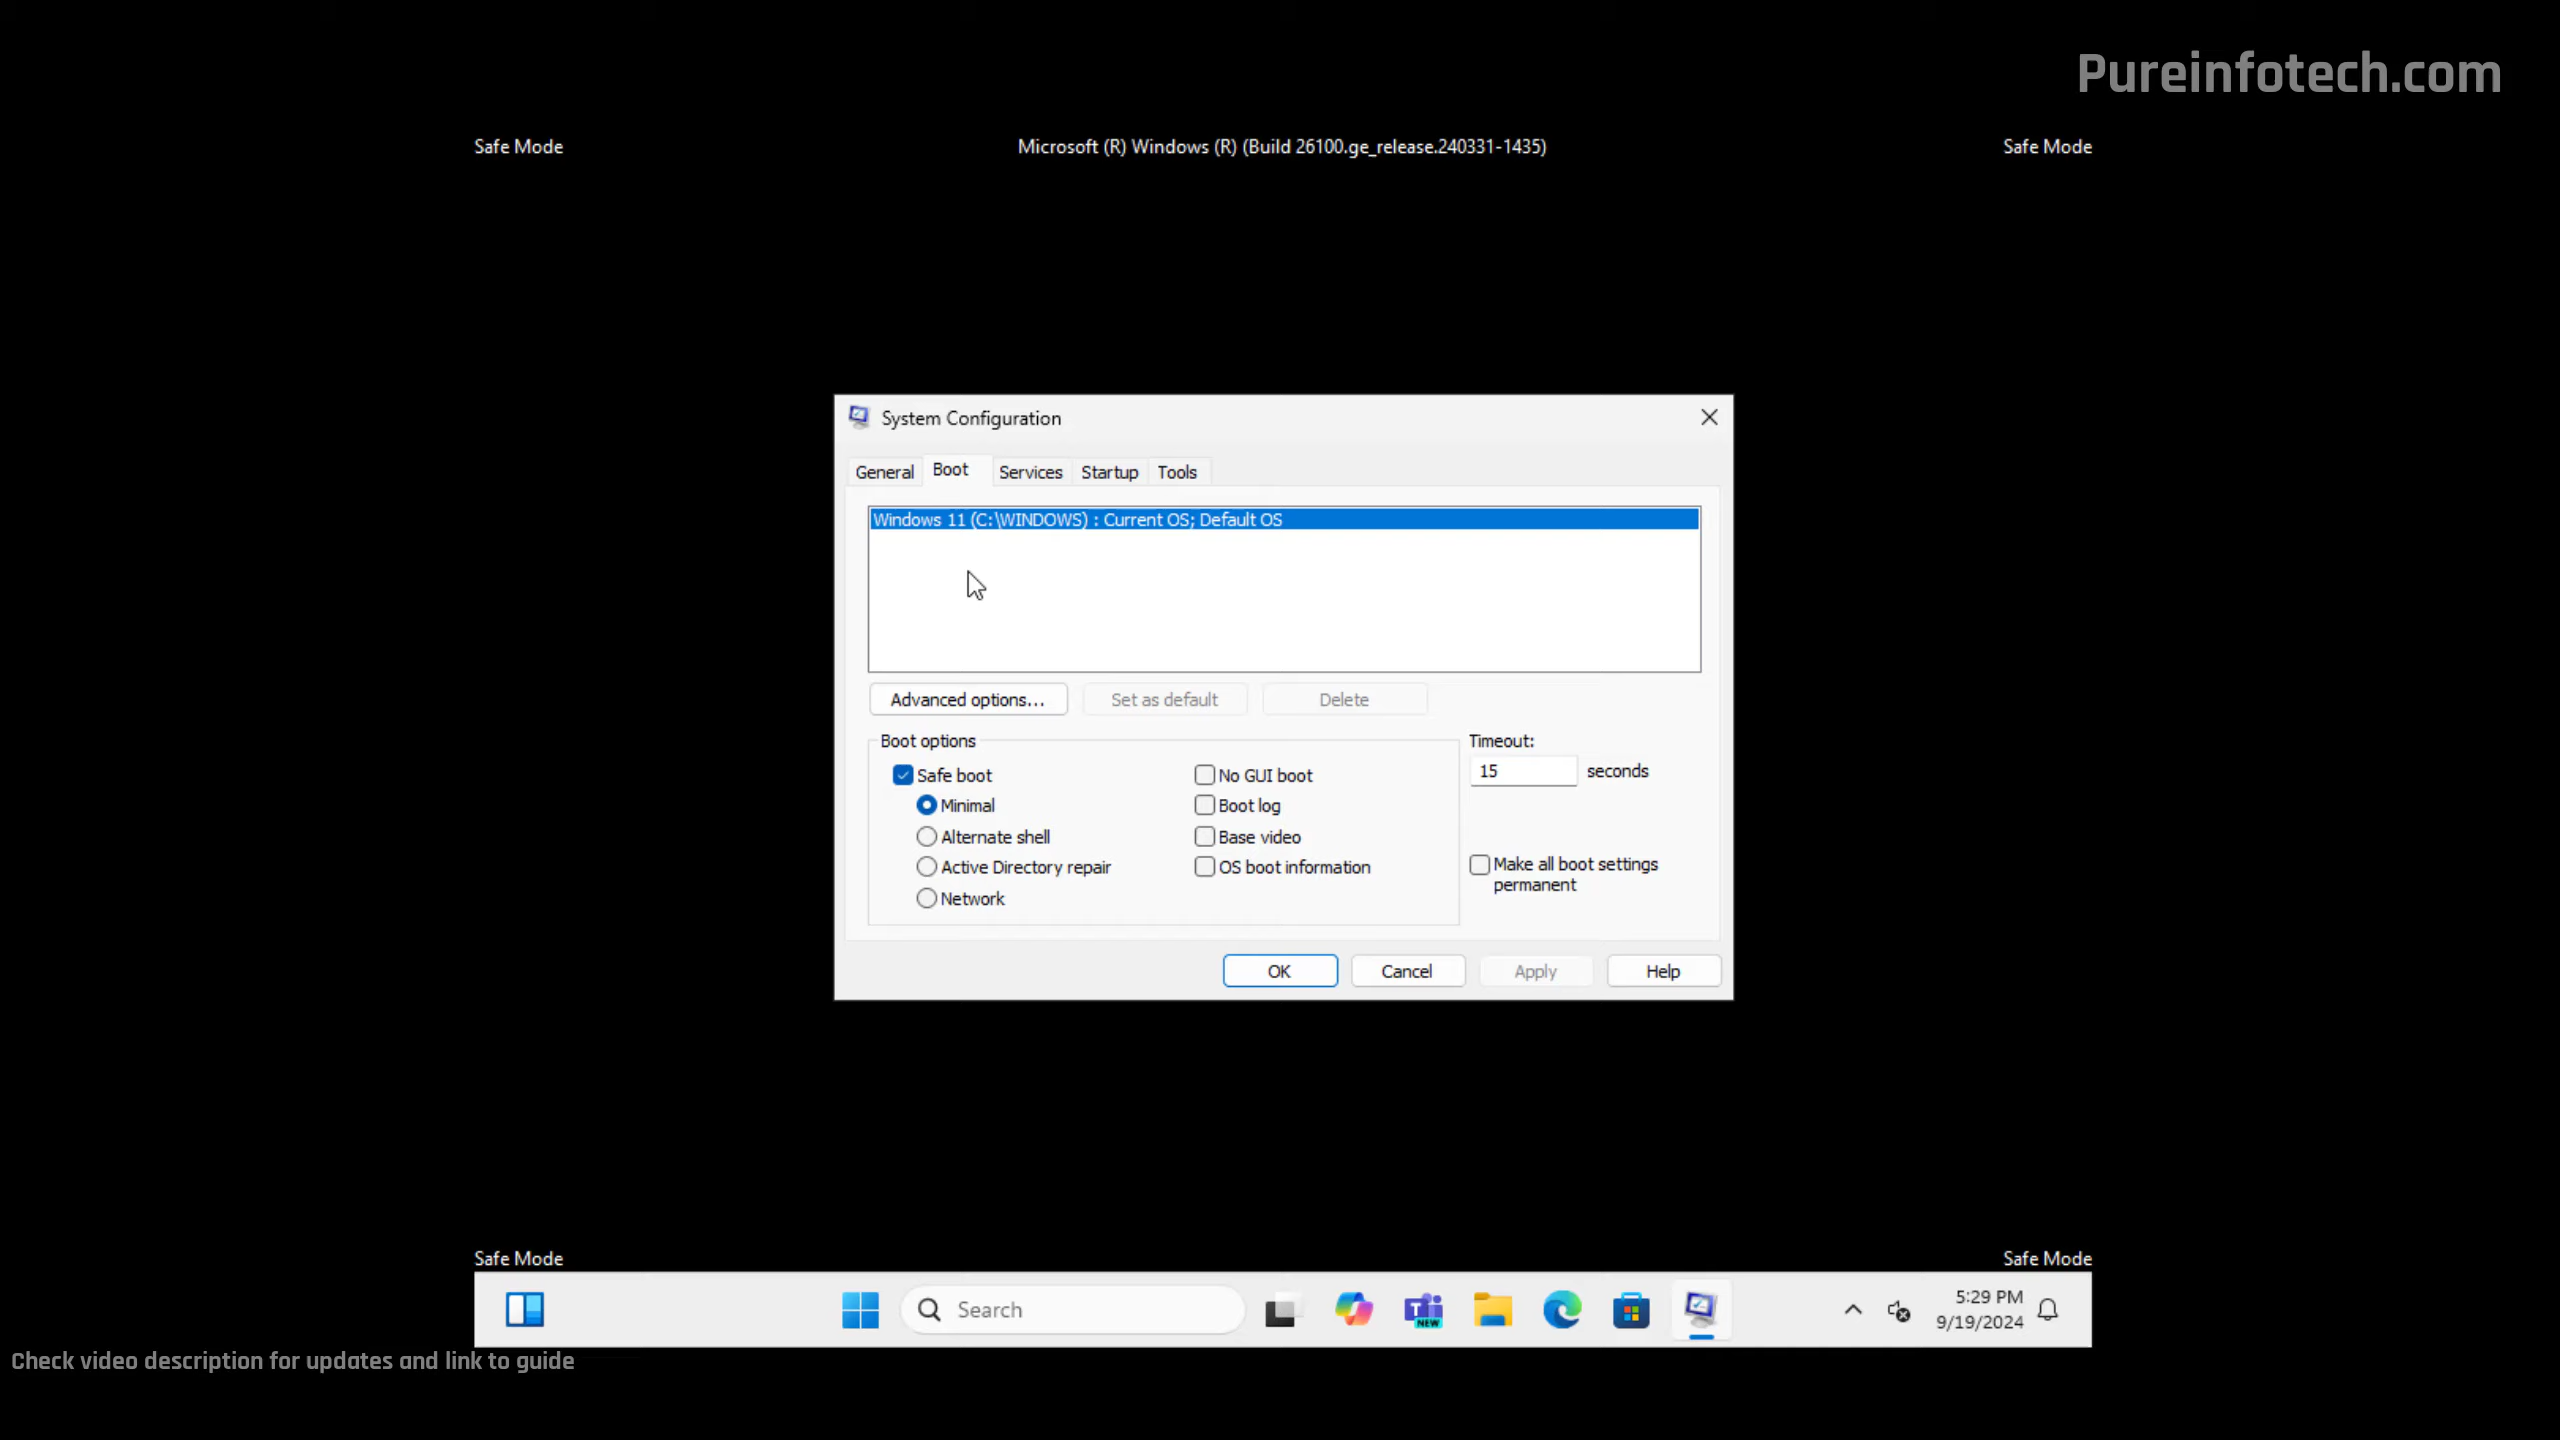 Pureinfotech.com
Safe Mode
Microsoft (R) Windows (R) (Build 26100.ge_release.240331-1435)
Safe Mode
System Configuration
General
Boot
Services
Startup
Tools
Windows 11 (C:\WINDOWS) : Current OS; Default OS
Advanced options...
Set as default
Delete
Boot options
Timeout:
Safe boot
No GUI boot
15
seconds
Minimal
Boot log
Alternate shell
Base video
Active Directory repair
OS boot information
Make all boot settings
permanent
Network
OK
Cancel
Apply
Help
Safe Mode
Safe Mode
Search
T
NEW
5:29 PM
9/19/2024
Check video description for updates and link to guide